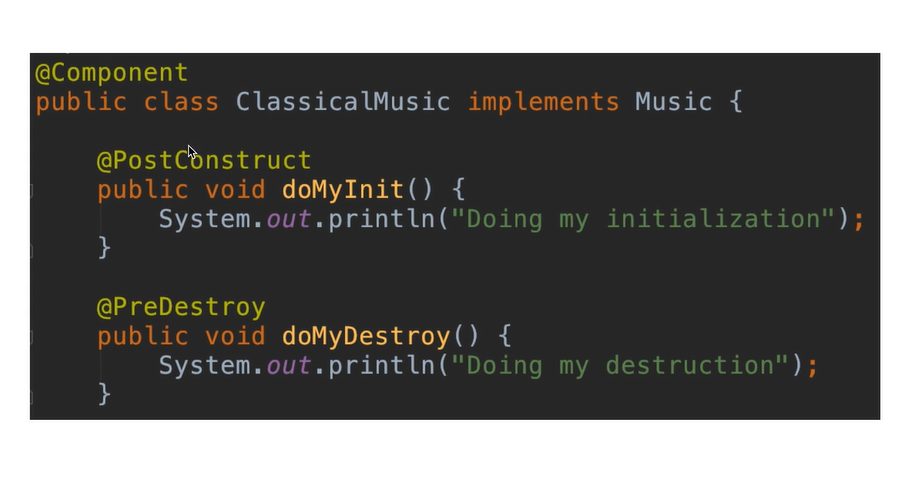 @Component
public class ClassicalMusic implements Music {
@PostConstruct
public void doMyInit() {
System.out.println("Doing my initialization");
}
@PreDestroy
public void doMyDestroy() {
System.out.println("Doing my destruction");
}